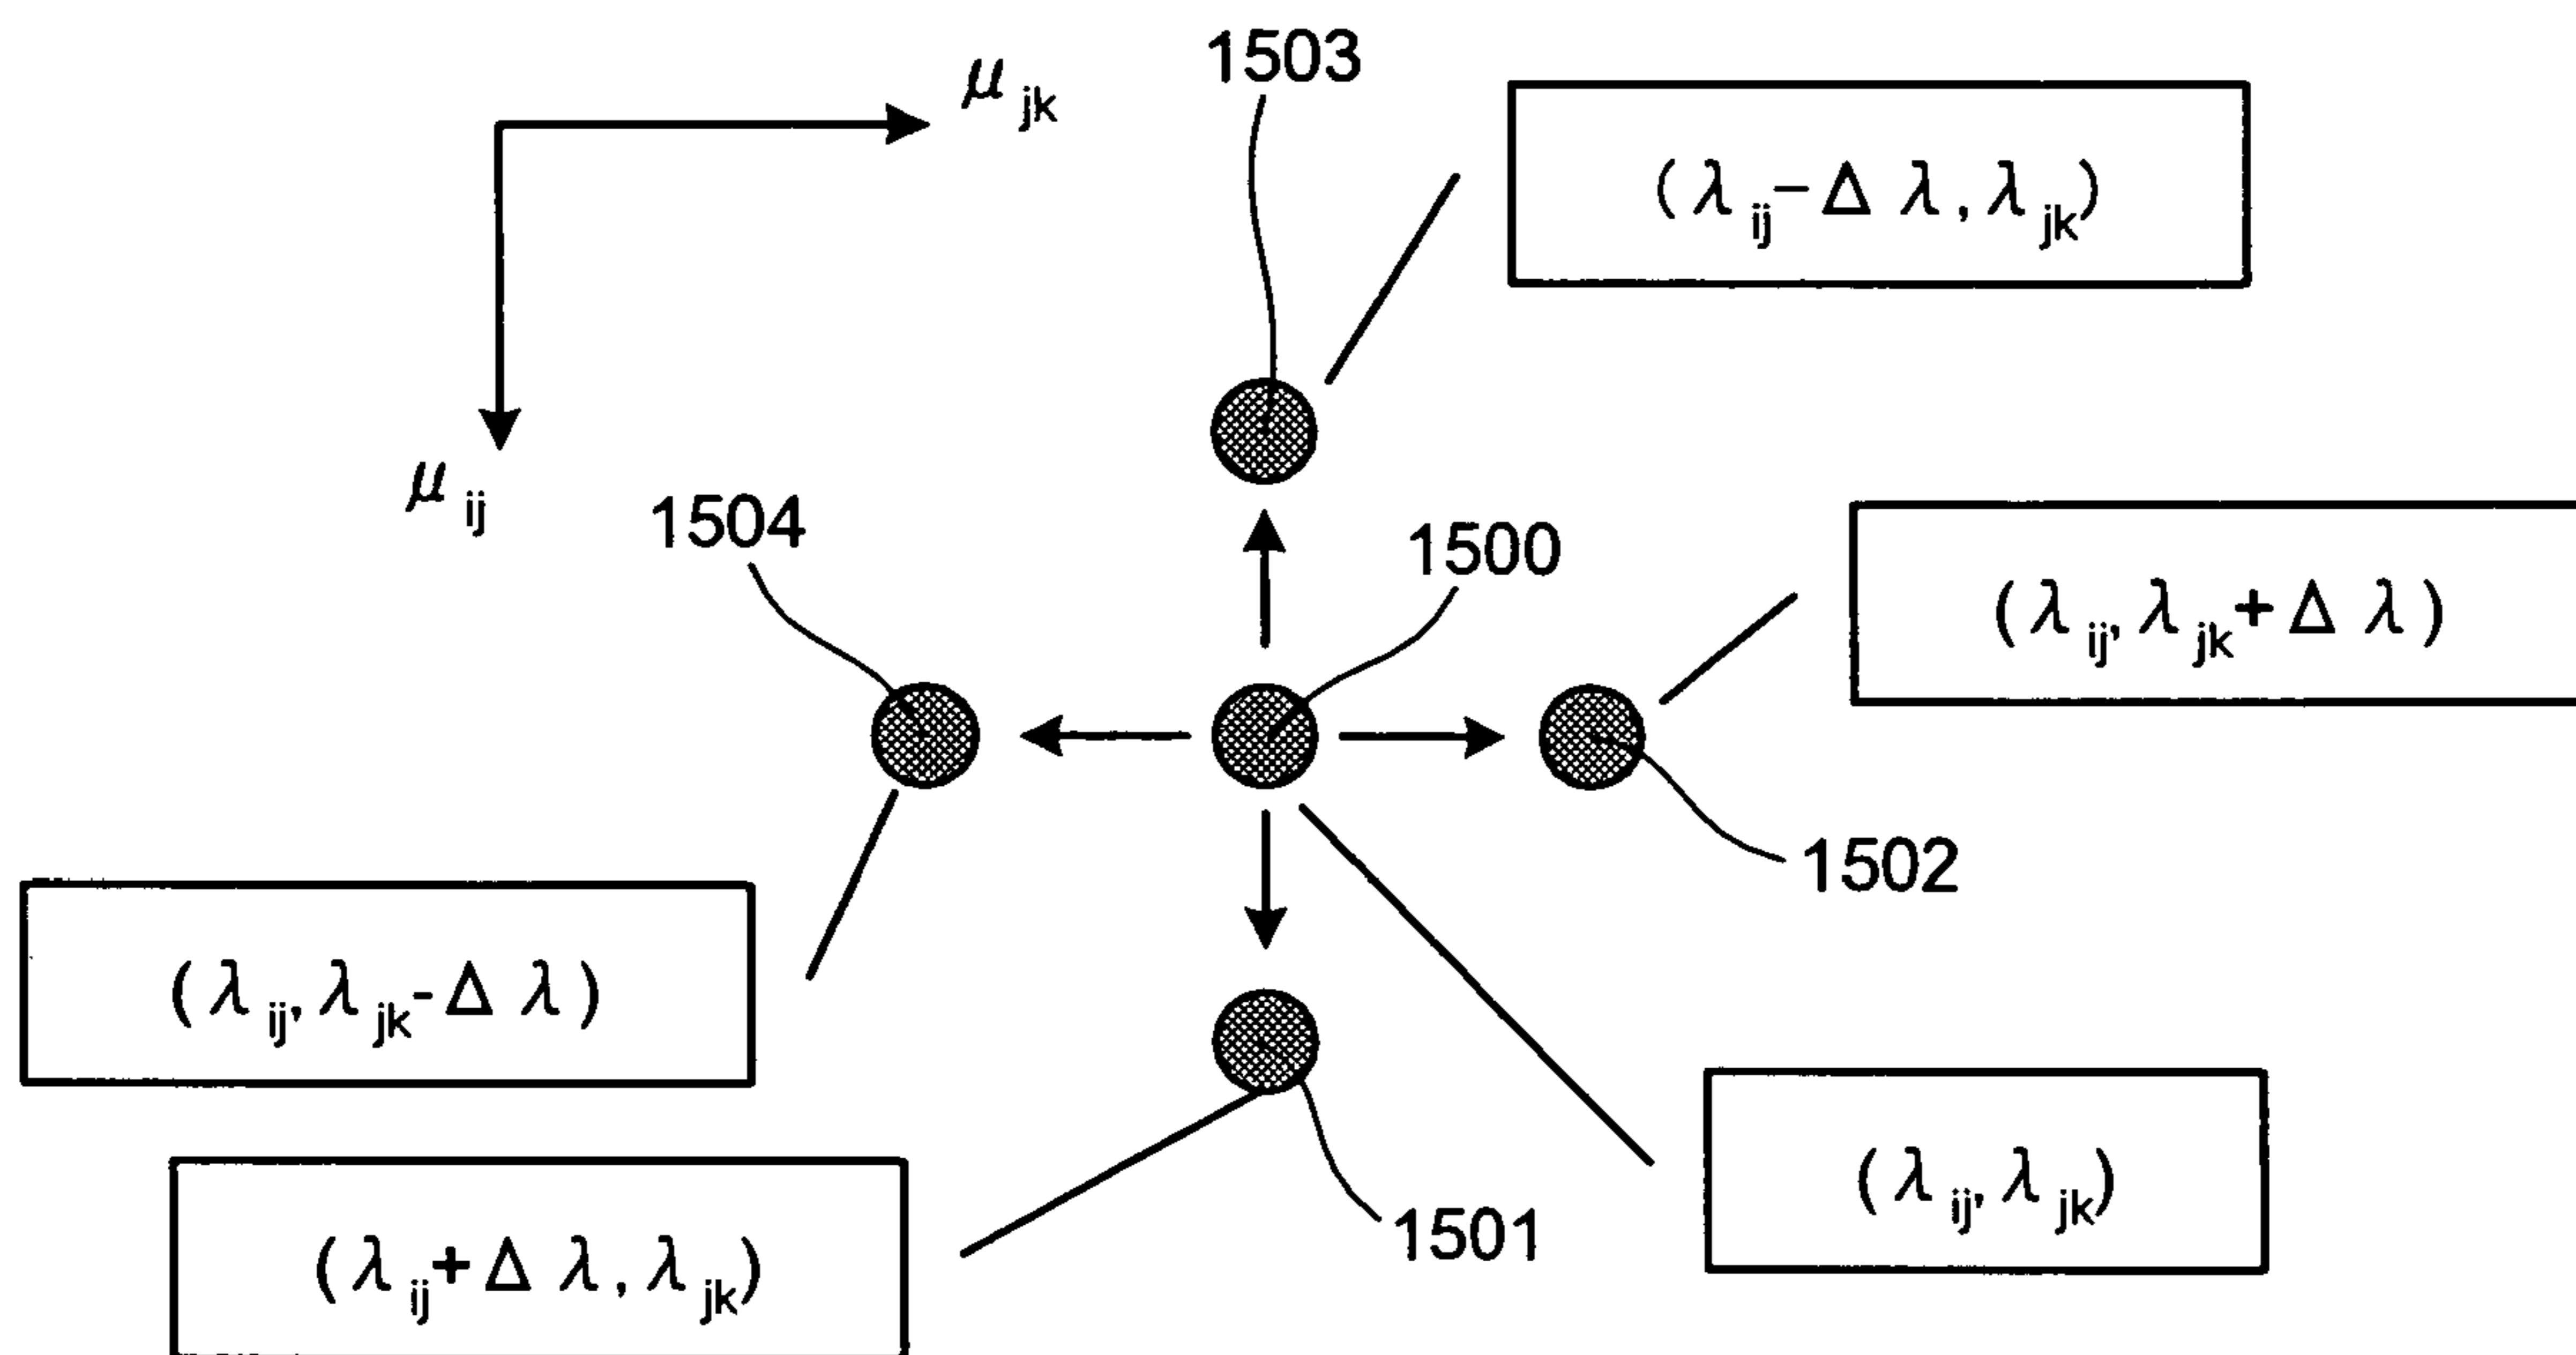 1503
μ jk
(λ ij-Δ λ, λ jk)
μ ij
1504
1500
(λ ij, λ jk+Δ λ)
1502
(λ ij, λ jk-Δ λ)
(λ ij, λ jk)
1501
(λ ij+Δ λ, λ jk)